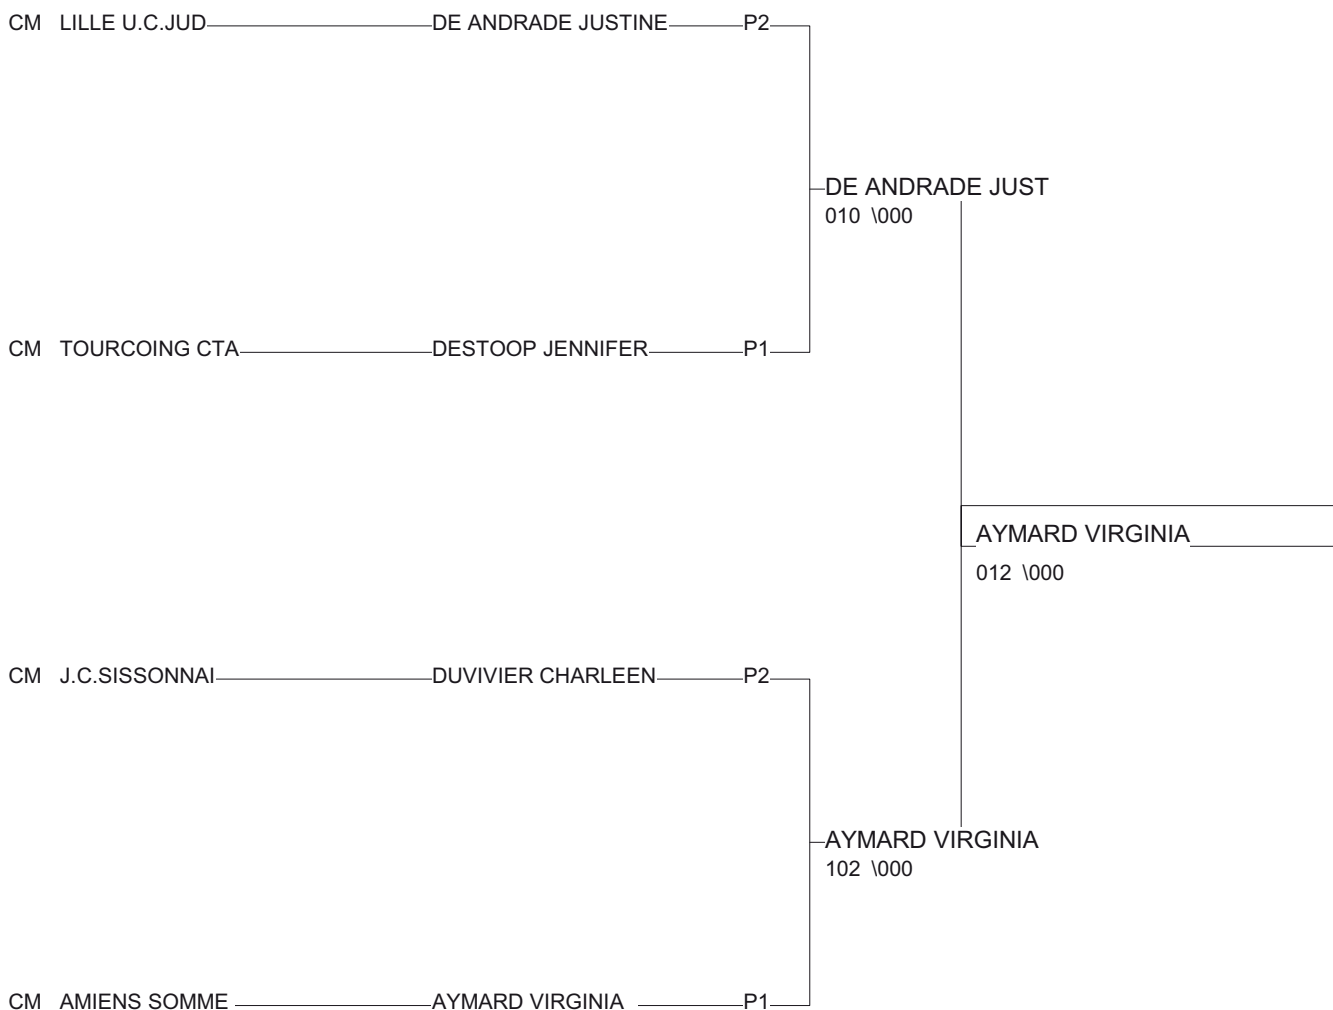 CM LILLE U.C.JUD DE ANDRADE JUSTINE P2
DE ANDRADE JUST
010 \000
CM TOURCOING CTA DESTOOP JENNIFER P1
AYMARD VIRGINIA
012 \000
CM J.C.SISSONNAI DUVIVIER CHARLEEN P2
AYMARD VIRGINIA
102 \000
CM AMIENS SOMME AYMARD VIRGINIA P1